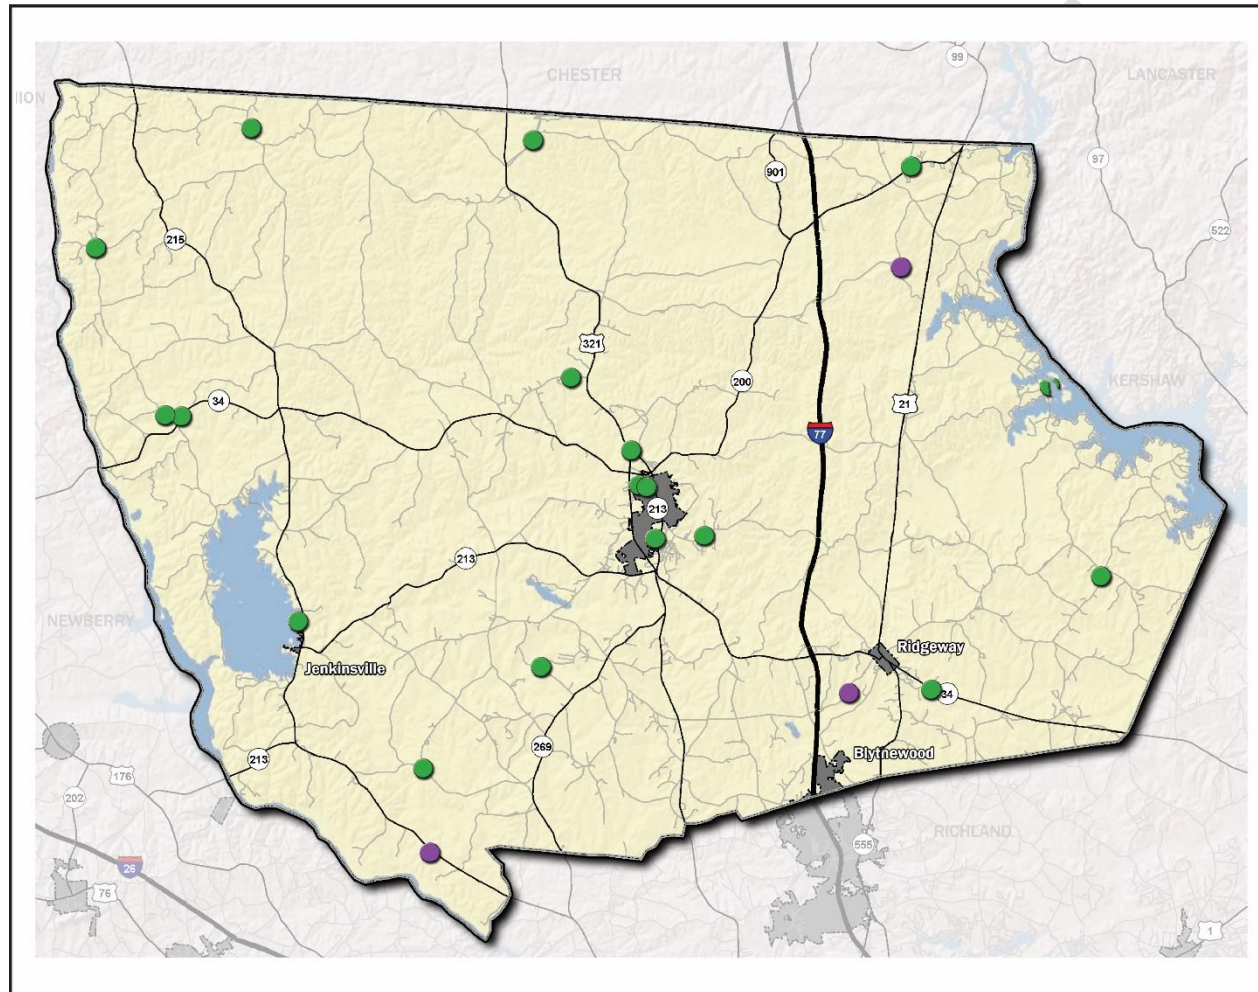 CHESTER
99
LANCASTER
ION
97
901
522
215
321
KERSHAW
200
34
21
77
213
213
NEWBERRY
Ridgeway
Jenkinsville
34
269
Blythewood
213
176
202
RICHLAND
555
26
76
1